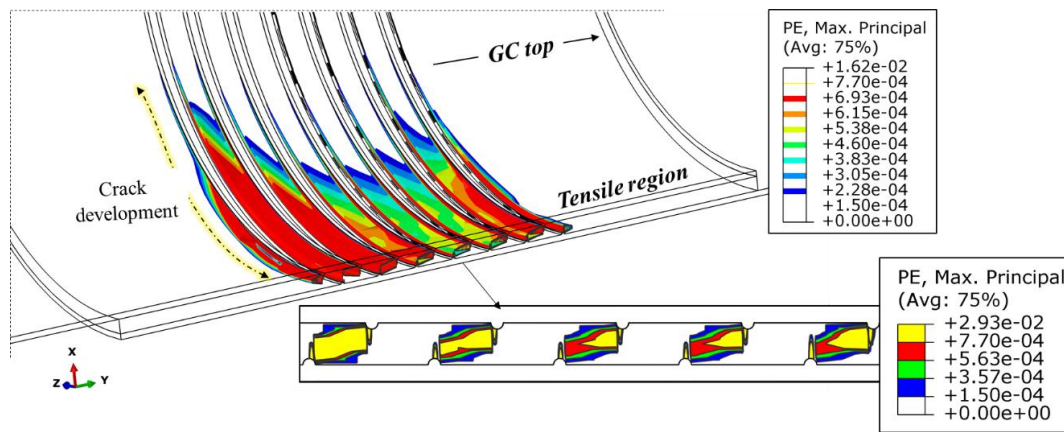 PE, Max. Principal
(Avg: 75%)
+1.62e-02
+7.70e-04
+6.93e-04
+6.15e-04
+5.38e-04
+4.60e-04
+3.83e-04
+3.05e-04
+2.28e-04
+1.50e-04
+0.00e+00
GC top
Crack
development
Tensile region
PE, Max. Principal
(Avg: 75%)
+2.93e-02
+7.70e-04
+5.63e-04
+3.57e-04
+1.50e-04
+0.00e+00
X
Z
Y